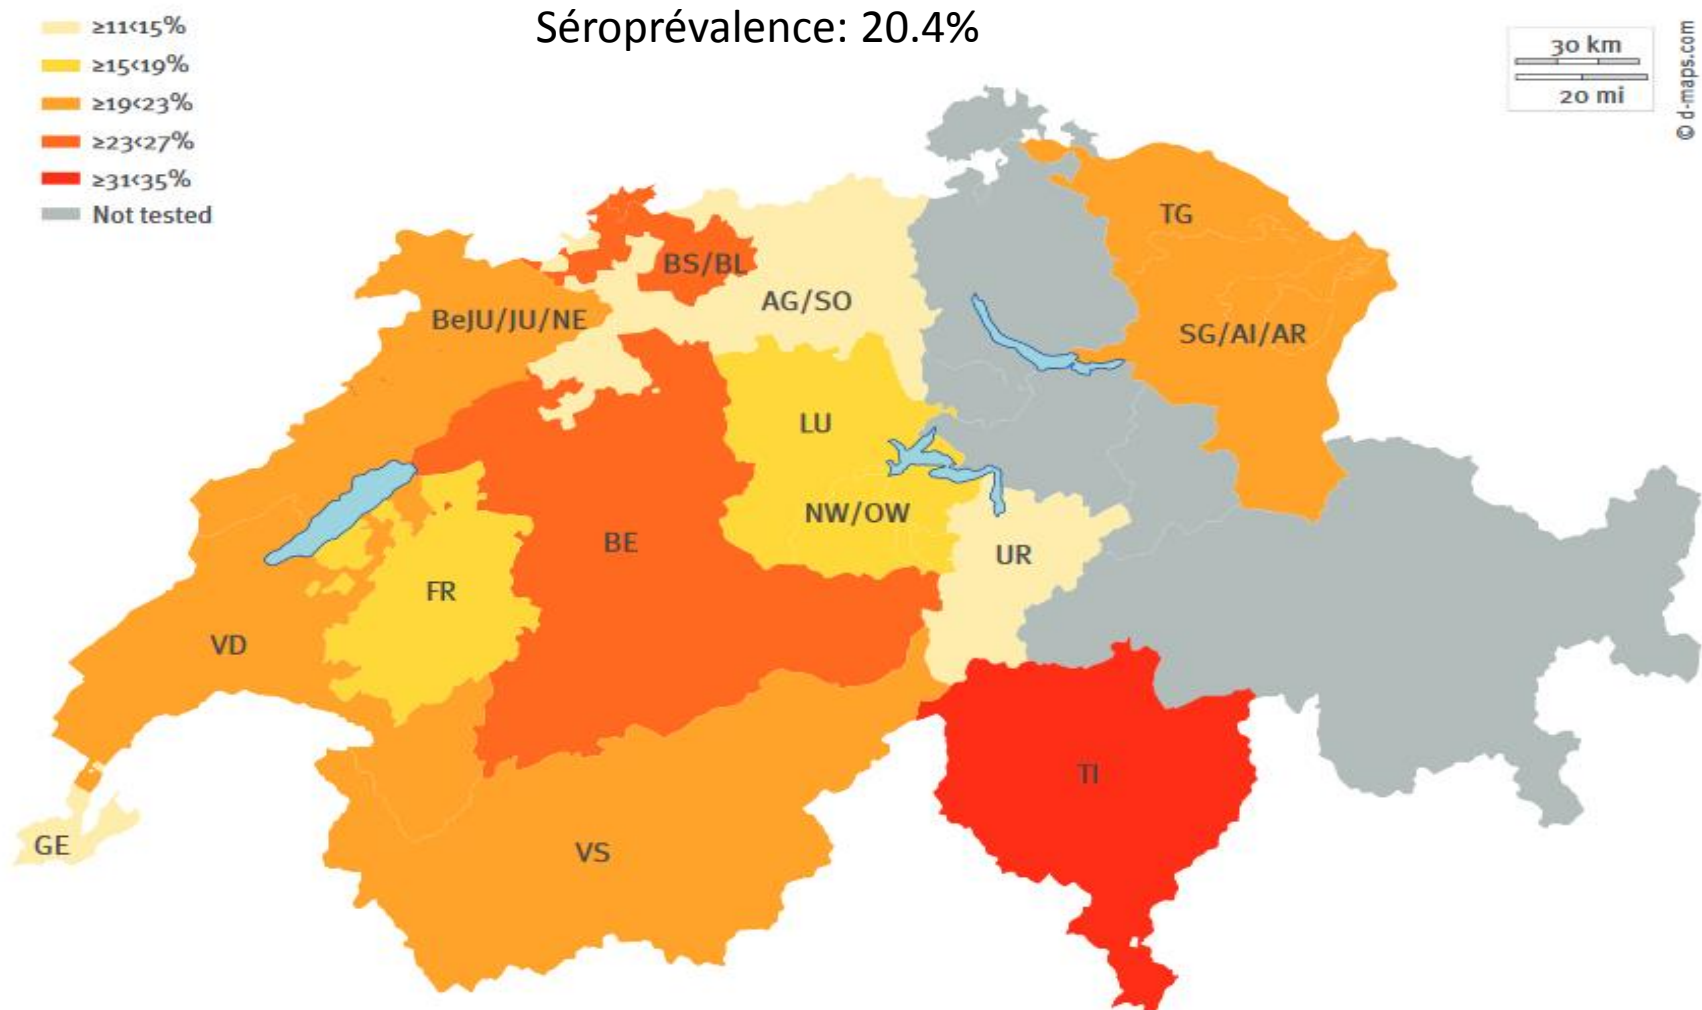 Séroprévalence: 20.4%
≥11<15%
≥15<19%
≥19<23%
≥23<27%
≥31<35%
Not tested
30 km
20 mi
© d-maps.com
TG
BS/BL
AG/SO
BeJU/JU/NE
SG/AI/AR
LU
NW/OW
BE
UR
FR
VD
TI
GE
VS